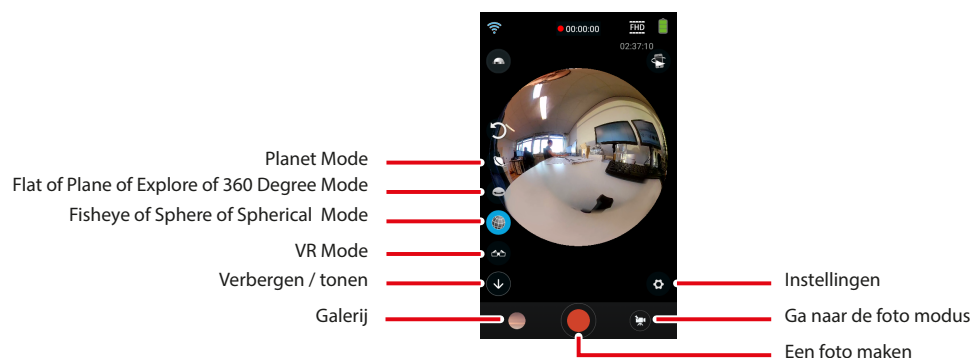 00:00:00
FHD
02:37:10
Planet Mode
Flat of Plane of Explore of 360 Degree Mode
Fisheye of Sphere of Spherical Mode
VR Mode
Verbergen / tonen
Galerij
Instellingen
Ga naar de foto modus
Een foto maken